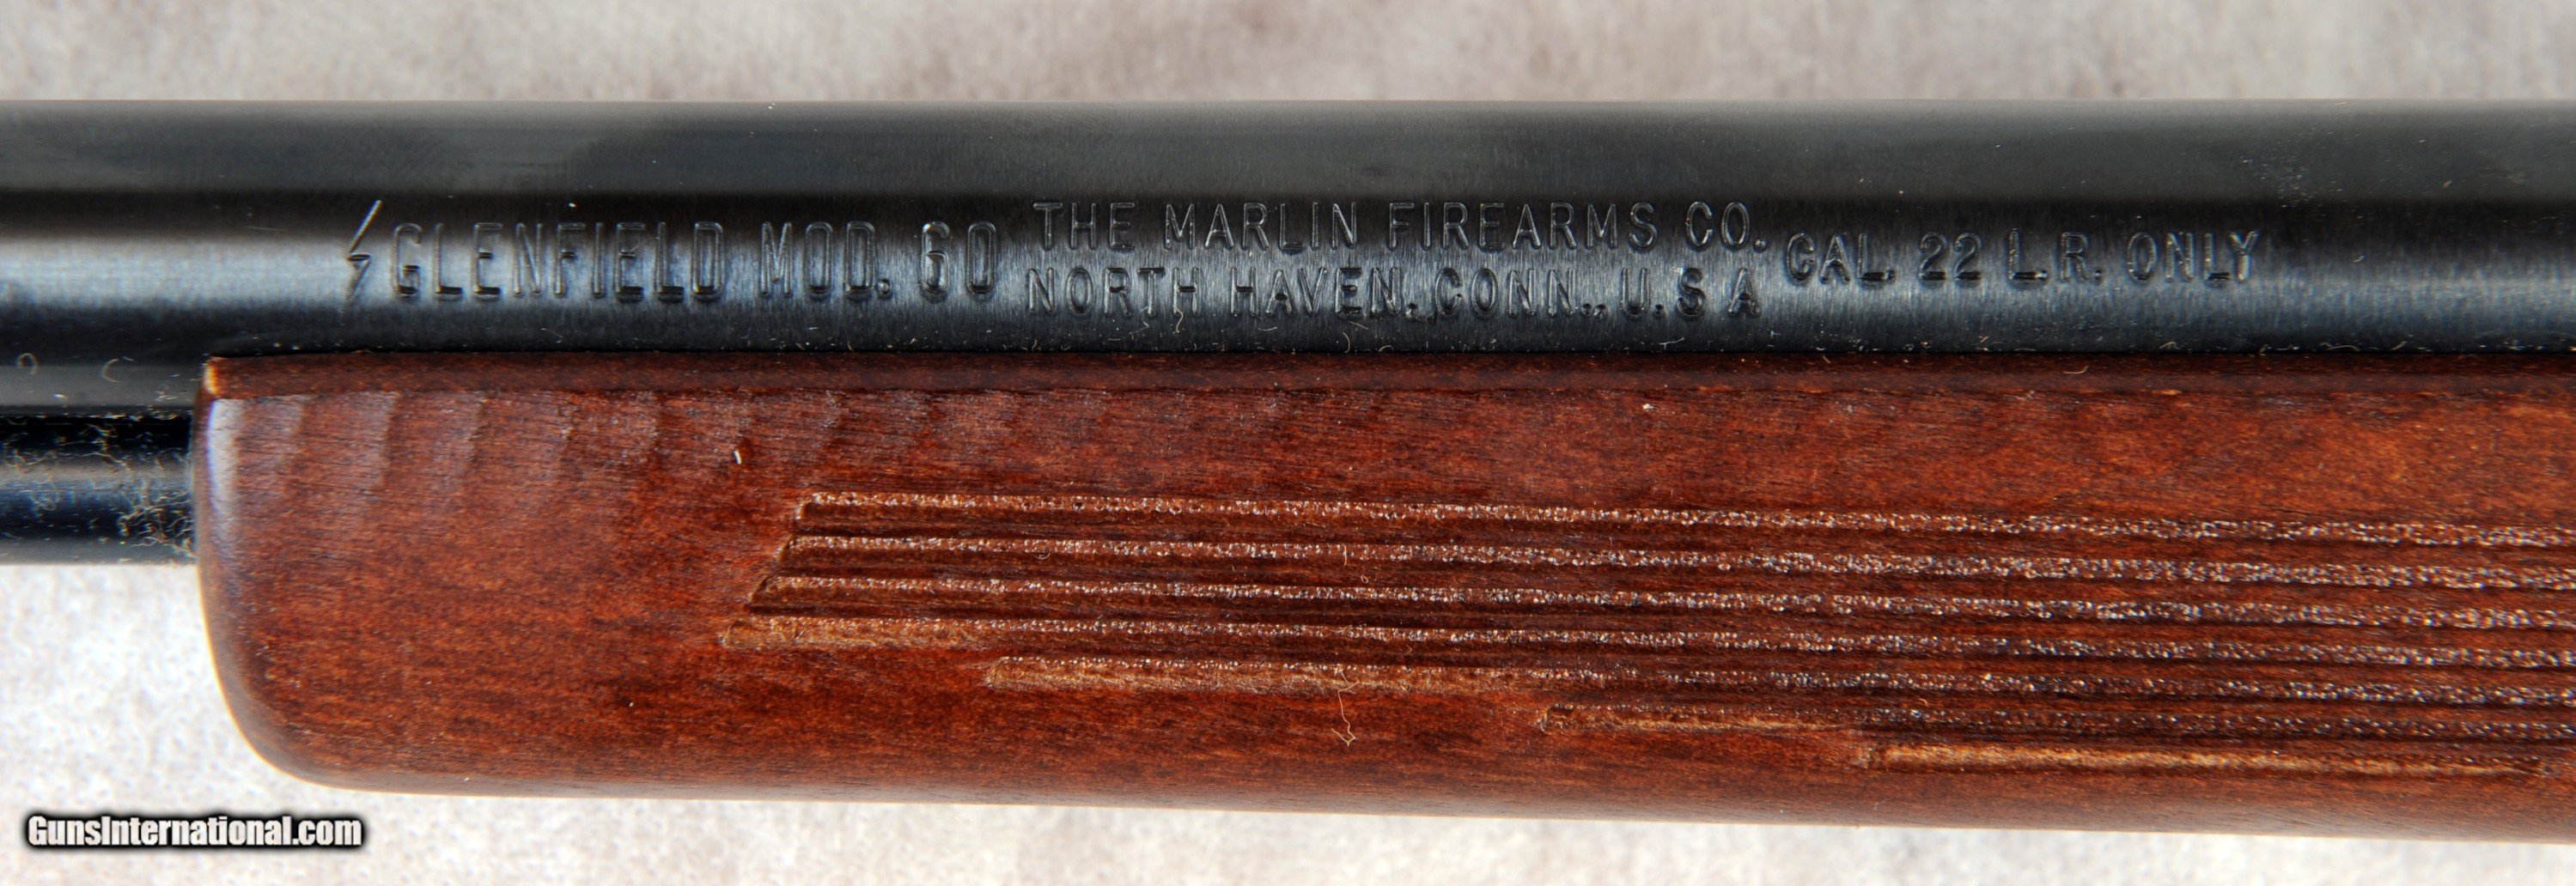 GLENFIELD MOD. 60
THE MARLIN FIREARMS CO.
NORTH HAVEN, CONN., U.S A
CAL. 22 L.R. ONLY
GunsInternational.com